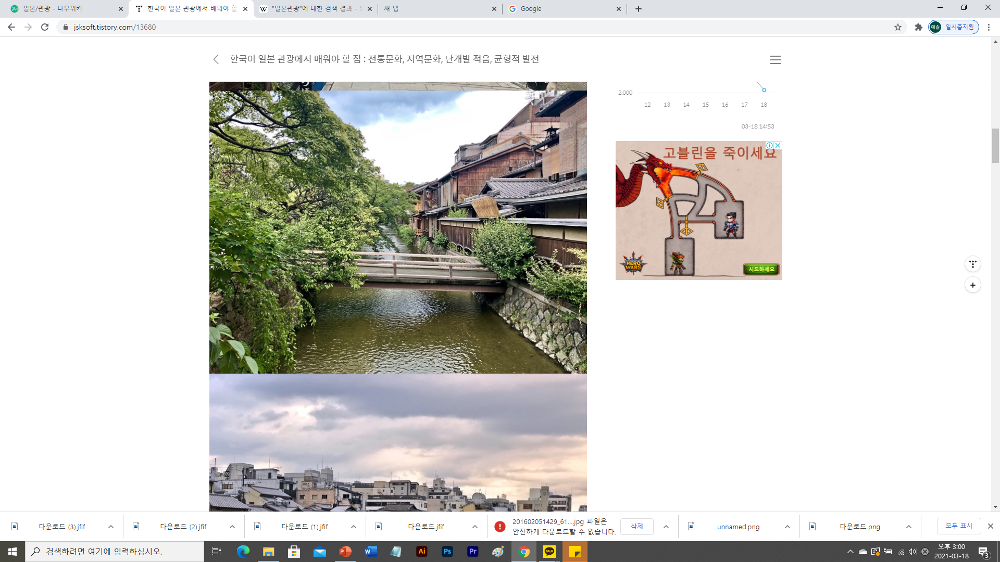 일본/관광 - 나무위키
한국이 일본 관광에서 배워야 할
"일본관광"에 대한 검색 결과 -
새 탭
Google
jsksoft.tistory.com/13680
예솔
일시중지됨
한국이 일본 관광에서 배워야 할 점 : 전통문화, 지역문화, 난개발 적음, 균형적 발전
2,000
12 13 14 15 16 17 18
03-18 14:53
고블린을 죽이세요
HERO
WARS
시도하세요
다운로드 (3).jfif
다운로드 (2).jfif
다운로드 (1).jfif
다운로드.jfif
201602051429_61....jpg 파일은
안전하게 다운로드할 수 없습니다.
삭제
unnamed.png
다운로드.png
모두 표시
검색하려면 여기에 입력하십시오.
Ai
Ps
Pr
TALK
오후 3:00
2021-03-18
3